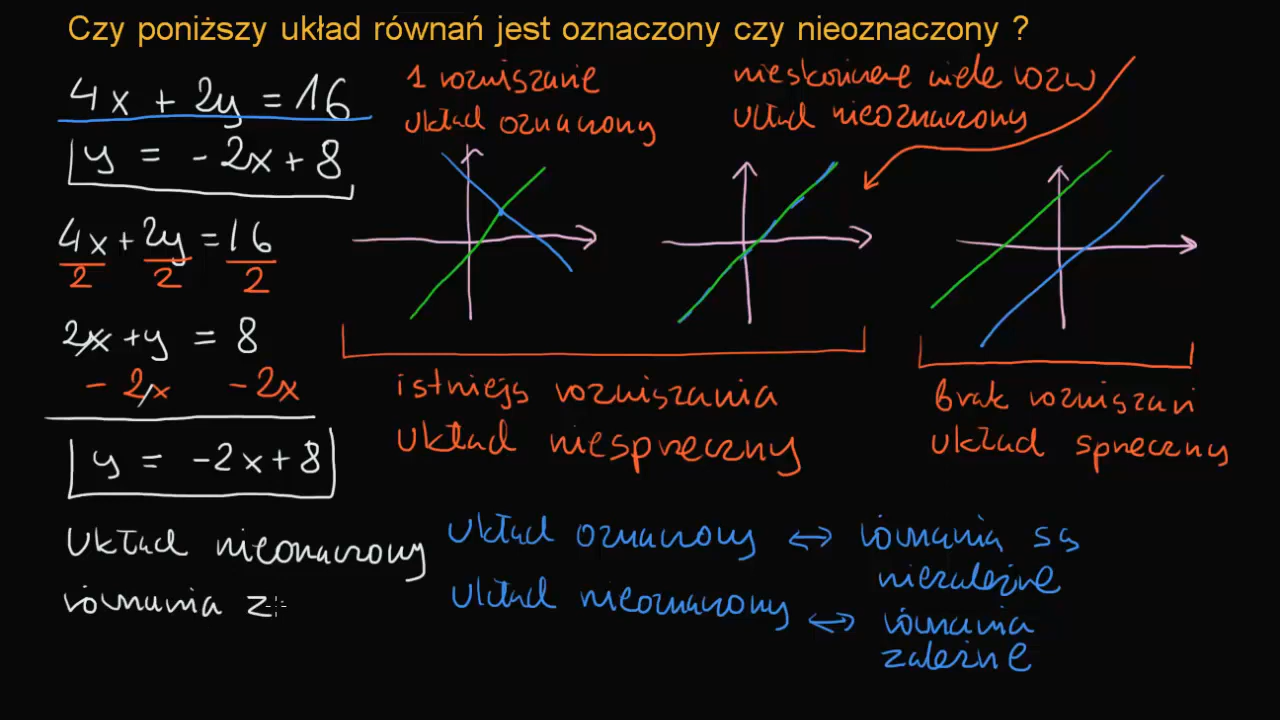 Czy poniższy układ równań jest oznaczony czy nieoznaczony ?
4x + 2y = 16
y = -2x + 8
4x + 2y = 16
2 2 2
2x + y = 8
- 2x - 2x
y = -2x + 8
układ nieonaczony
równania z
1 rozwiązanie
układ oznaczony
nieskończenie wiele rozw
układ nieoznaczony
istnieją rozwiązania
układ niesprzeczny
brak rozwiązań
układ sprzeczny
układ oznaczony ↔ równania są
niezależne
układ nieoznaczony ↔ równania
zależne